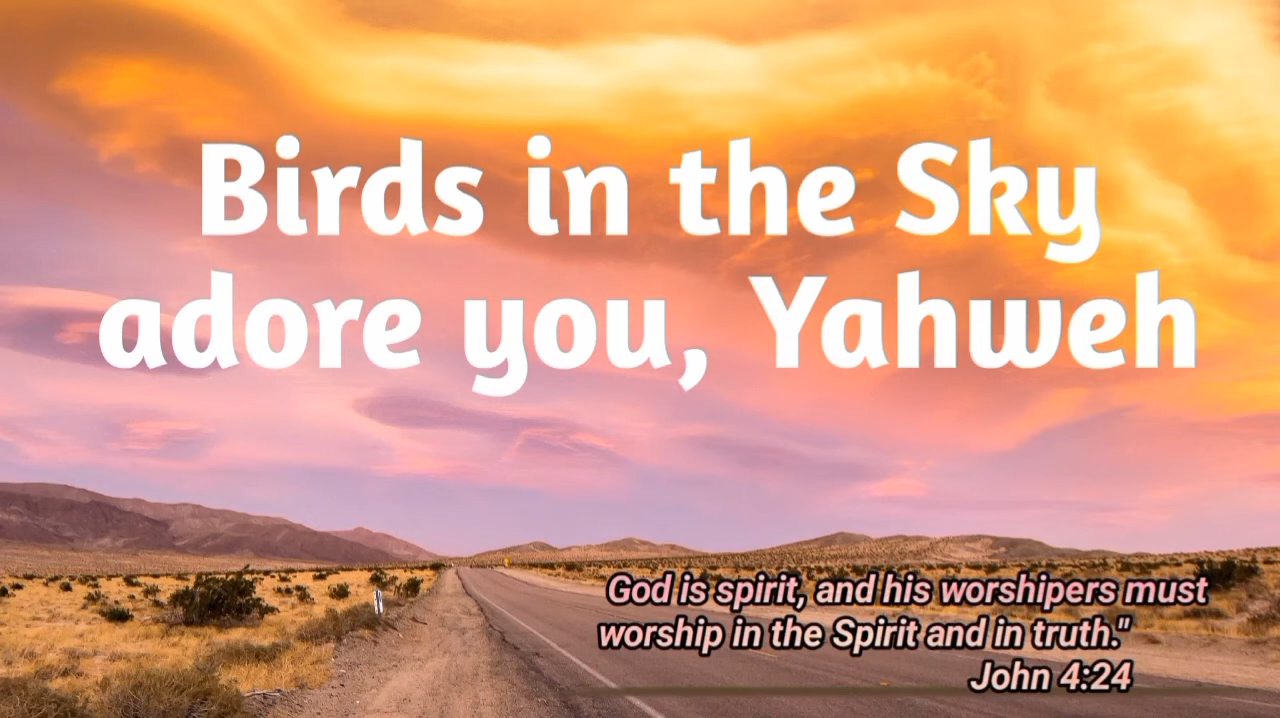 Birds in the Sky
adore you, Yahweh
God is spirit, and his worshipers must
worship in the Spirit and in truth."
John 4:24